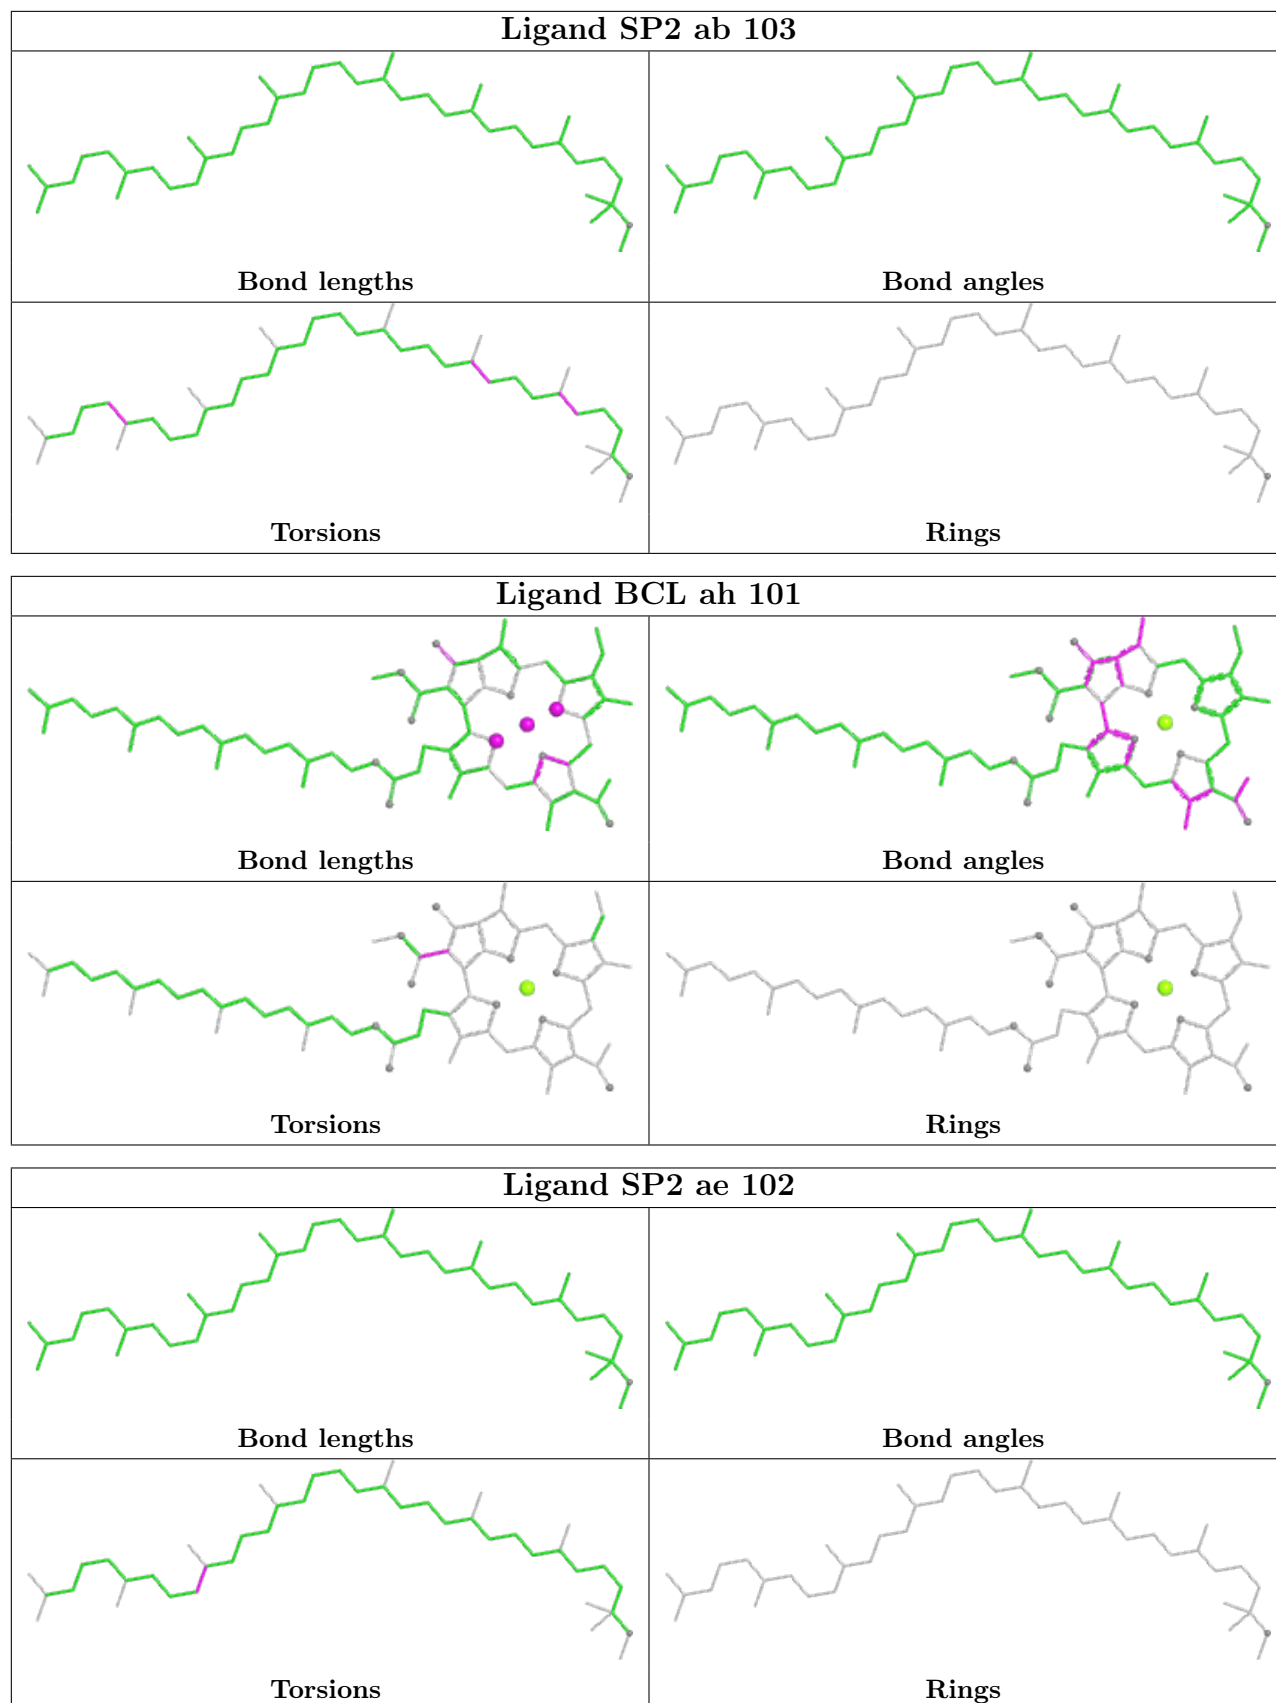 Ligand SP2 ab 103
Bond lengths
Bond angles
Torsions
Rings
Ligand BCL ah 101
Bond lengths
Bond angles
Torsions
Rings
Ligand SP2 ae 102
Bond lengths
Bond angles
Torsions
Rings